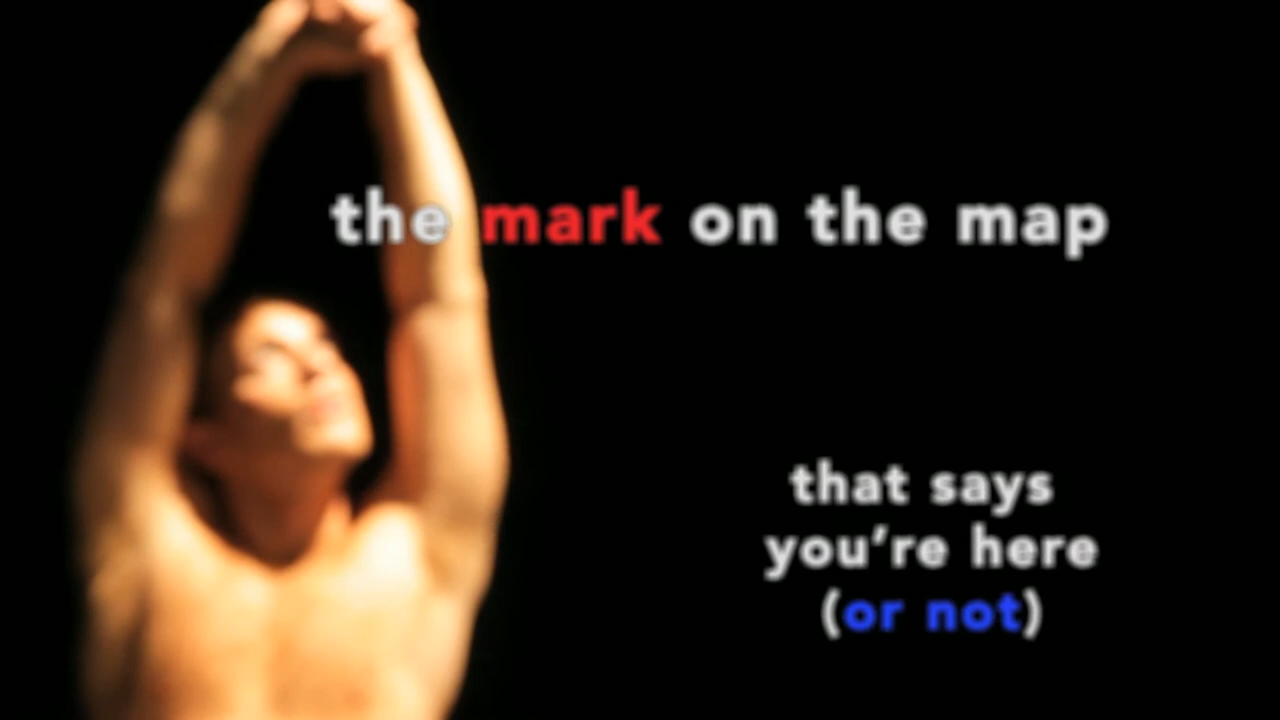 the mark on the map
that says
you're here
(or not)